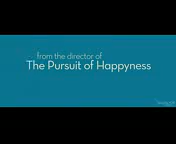 from the director of
The Pursuit of Happyness